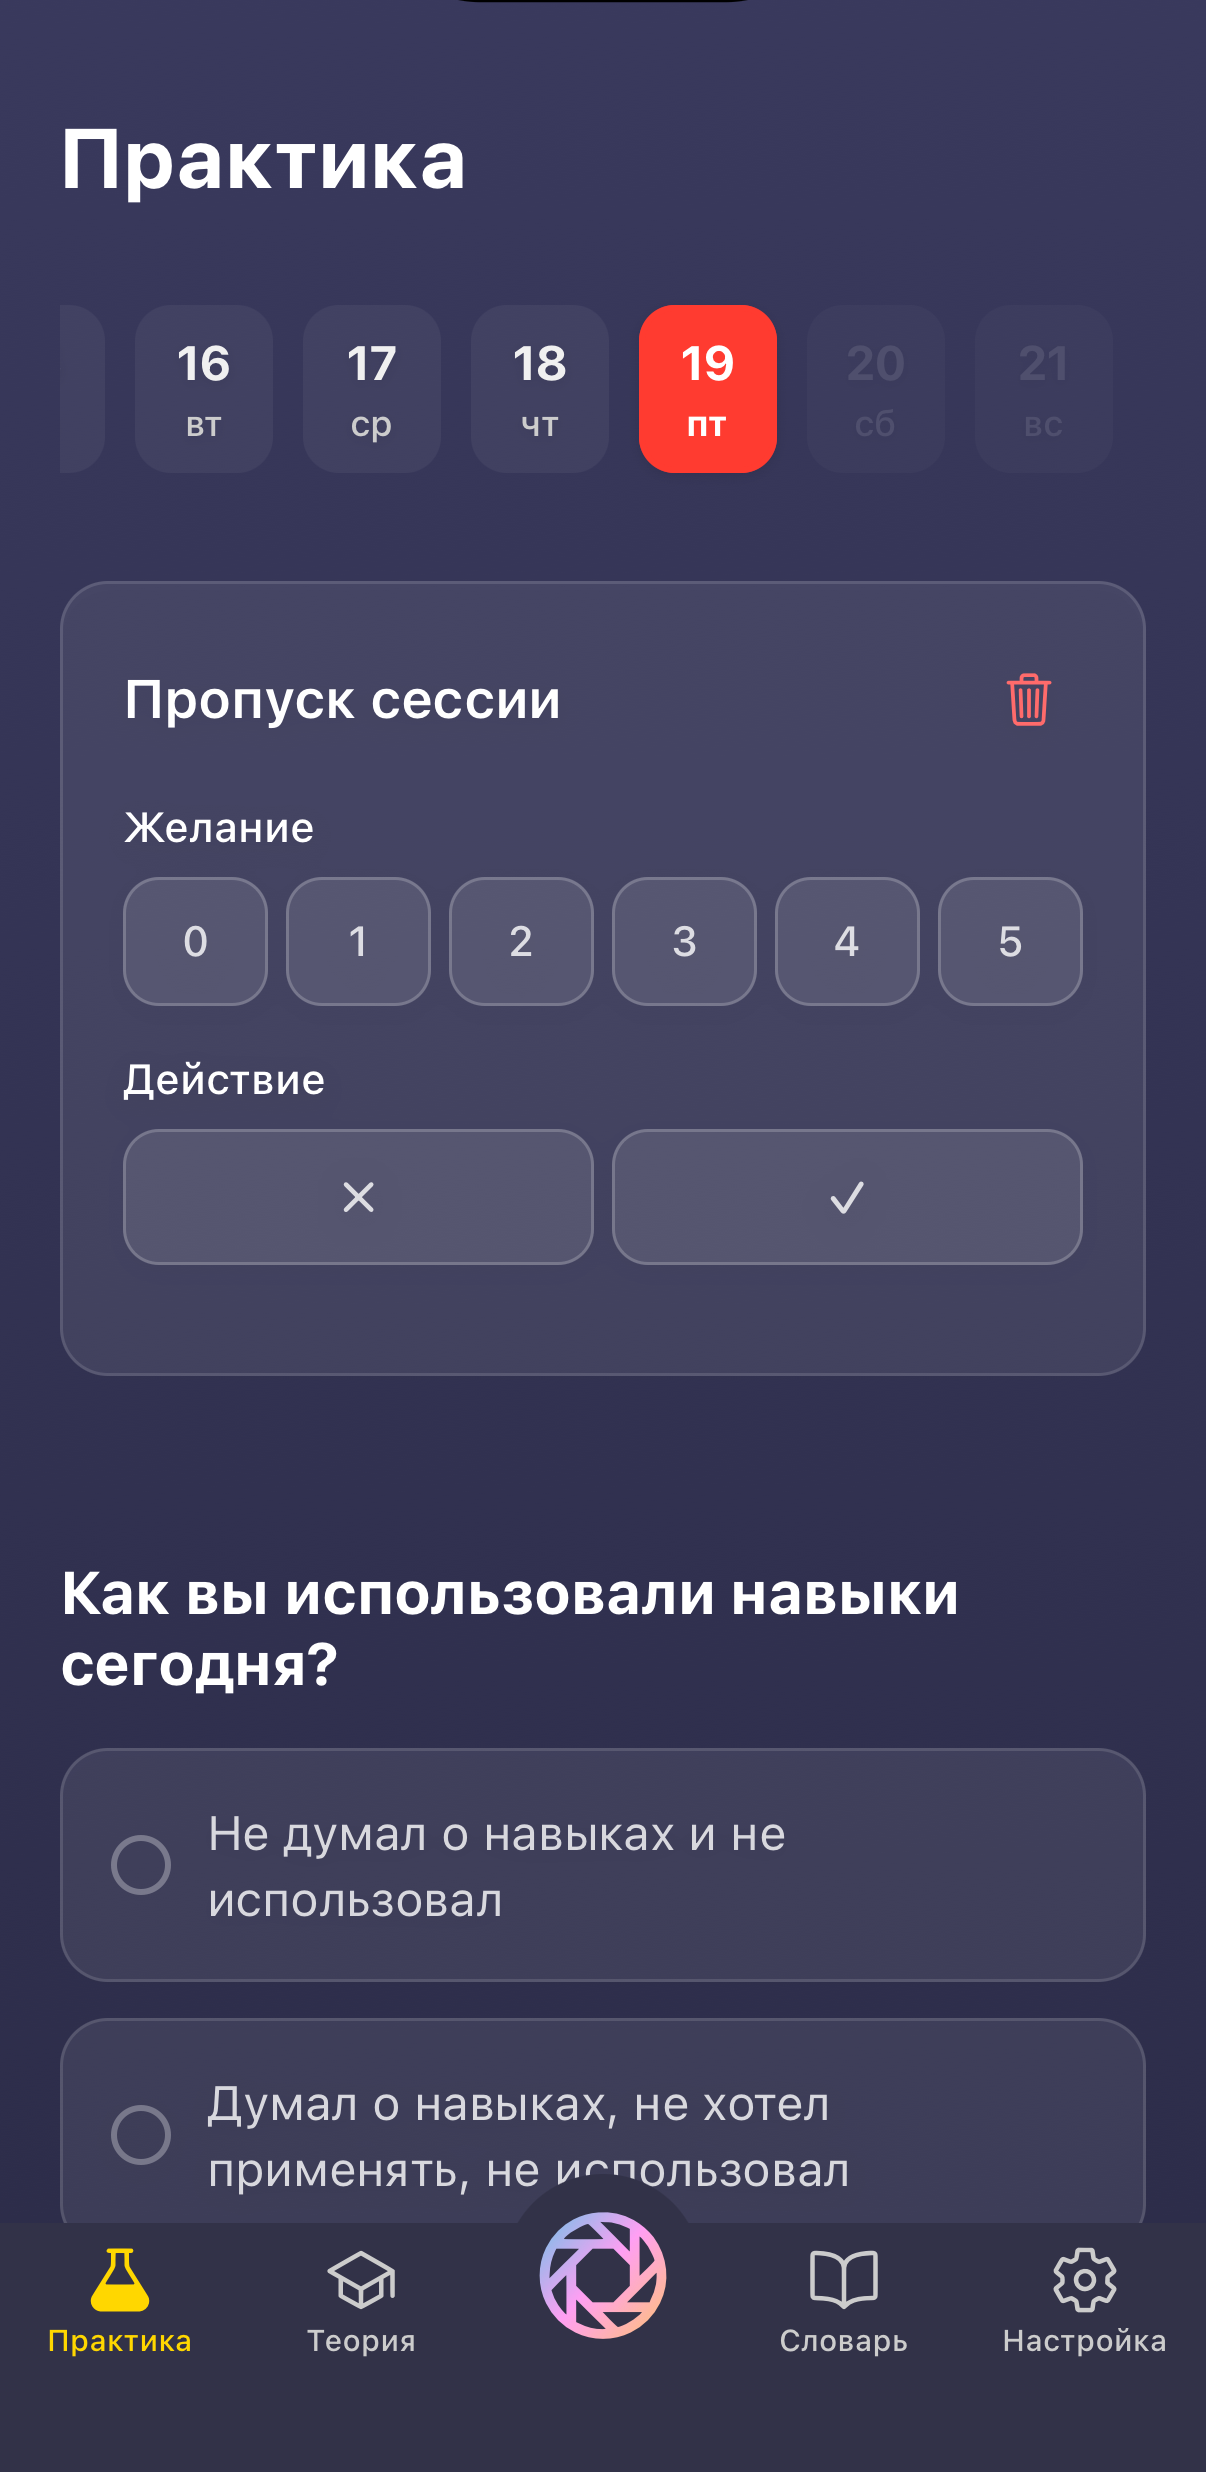 Практика
16
вт
17
ср
18
чт
19
пт
20
сб
21
вс
Пропуск сессии
Желание
0 1 2 3 4 5
Действие
Как вы использовали навыки
сегодня?
Не думал о навыках и не
использовал
Думал о навыках, не хотел
применять, не использовал
Практика
Теория
Словарь
Настройка